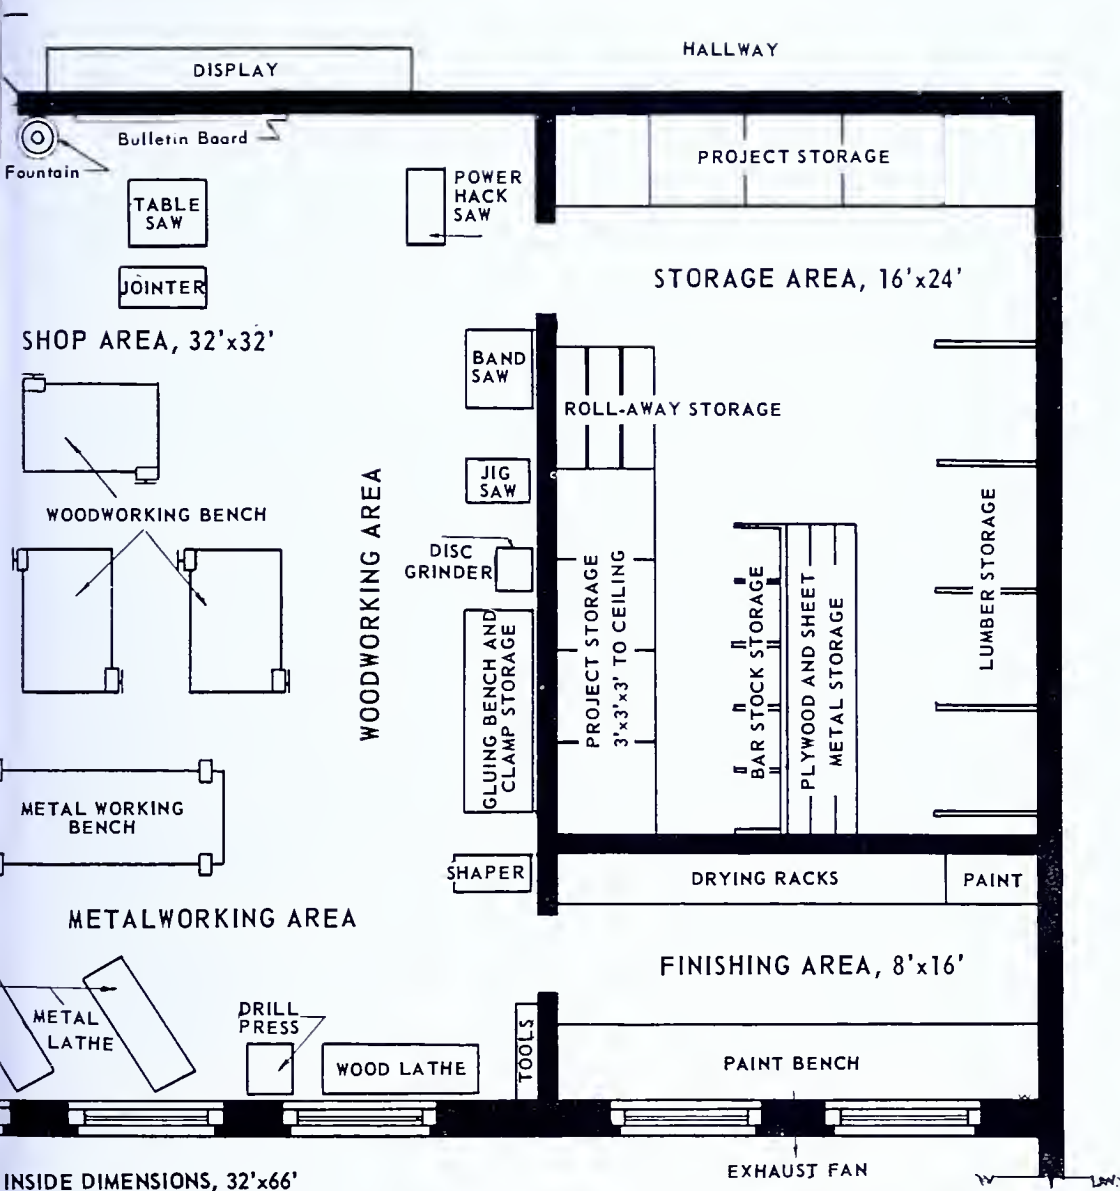 HALLWAY
DISPLAY
Bulletin Board
Fountain
PROJECT STORAGE
TABLE
SAW
POWER
HACK
SAW
JOINTER
STORAGE AREA, 16'x24'
SHOP AREA, 32'x32'
BAND
SAW
ROLL-AWAY STORAGE
JIG
SAW
WOODWORKING BENCH
WOODWORKING AREA
DISC
GRINDER
GLUING BENCH AND
CLAMP STORAGE
PROJECT STORAGE
3'x3'x3' TO CEILING
BAR STOCK STORAGE
PLYWOOD AND SHEET
METAL STORAGE
LUMBER STORAGE
METAL WORKING
BENCH
SHAPER
DRYING RACKS
PAINT
METALWORKING AREA
FINISHING AREA, 8'x16'
METAL
LATHE
DRILL
PRESS
WOOD LATHE
TOOLS
PAINT BENCH
EXHAUST FAN
INSIDE DIMENSIONS, 32'x66'